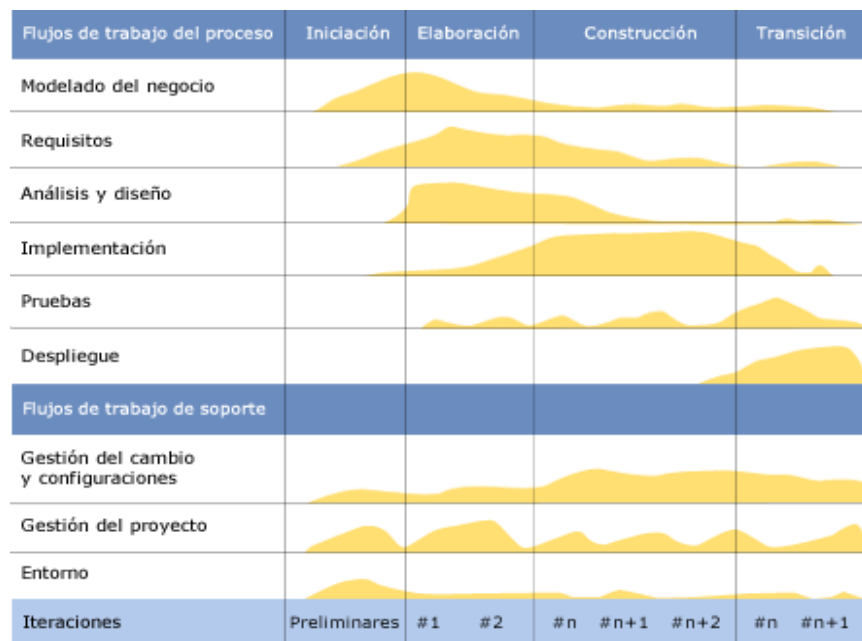 Flujos de trabajo del proceso Iniciación Elaboración Construcción Transición
Modelado del negocio
Requisitos
Análisis y diseño
Implementación
Pruebas
Despliegue
Flujos de trabajo de soporte
Gestión del cambio
y configuraciones
Gestión del proyecto
Entorno
Iteraciones Preliminares #1 #2 #n #n+1 #n+2 #n #n+1